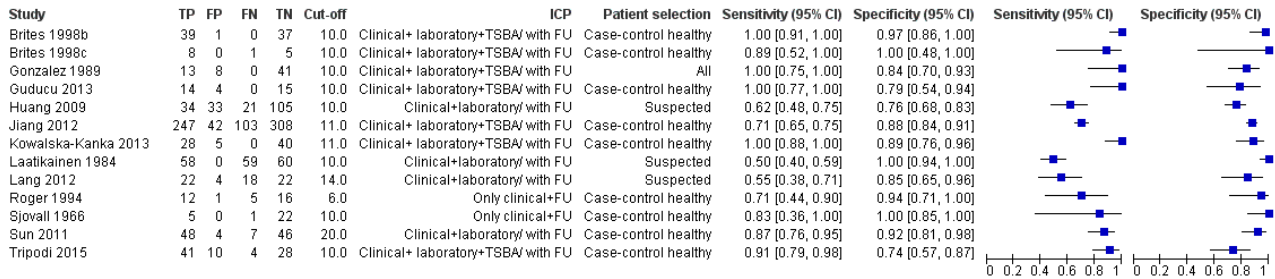 Study TP FP FN TN Cut-off ICP Patient selection Sensitivity (95% CI) Specificity (95% CI) Sensitivity (95% CI) Specificity (95% CI)
Brites 1998b 39 1 0 37 10.0 Clinical+ laboratory+TSBA/ with FU Case-control healthy 1.00 [0.91, 1.00] 0.97 [0.86, 1.00]
Brites 1998c 8 0 1 5 10.0 Clinical+ laboratory+TSBA/ with FU Case-control healthy 0.89 [0.52, 1.00] 1.00 [0.48, 1.00]
Gonzalez 1989 13 8 0 41 10.0 Clinical+ laboratory+TSBA/ with FU All 1.00 [0.75, 1.00] 0.84 [0.70, 0.93]
Guducu 2013 14 4 0 15 10.0 Clinical+ laboratory+TSBA/ with FU Case-control healthy 1.00 [0.77, 1.00] 0.79 [0.54, 0.94]
Huang 2009 34 33 21 105 10.0 Clinical+laboratory/ with FU Suspected 0.62 [0.48, 0.75] 0.76 [0.68, 0.83]
Jiang 2012 247 42 103 308 11.0 Clinical+ laboratory+TSBA/ with FU Case-control healthy 0.71 [0.65, 0.75] 0.88 [0.84, 0.91]
Kowalska-Kanka 2013 28 5 0 40 11.0 Clinical+ laboratory+TSBA/ with FU Case-control healthy 1.00 [0.88, 1.00] 0.89 [0.76, 0.96]
Laatikainen 1984 58 0 59 60 10.0 Clinical+laboratory/ with FU Suspected 0.50 [0.40, 0.59] 1.00 [0.94, 1.00]
Lang 2012 22 4 18 22 14.0 Clinical+laboratory/ with FU Suspected 0.55 [0.38, 0.71] 0.85 [0.65, 0.96]
Roger 1994 12 1 5 16 6.0 Only clinical+FU Case-control healthy 0.71 [0.44, 0.90] 0.94 [0.71, 1.00]
Sjovall 1966 5 0 1 22 10.0 Only clinical+FU Case-control healthy 0.83 [0.36, 1.00] 1.00 [0.85, 1.00]
Sun 2011 48 4 7 46 20.0 Clinical+laboratory/ with FU Case-control healthy 0.87 [0.76, 0.95] 0.92 [0.81, 0.98]
Tripodi 2015 41 10 4 28 10.0 Clinical+ laboratory+TSBA/ with FU Case-control healthy 0.91 [0.79, 0.98] 0.74 [0.57, 0.87]
0 0.2 0.4 0.6 0.8 1 0 0.2 0.4 0.6 0.8 1